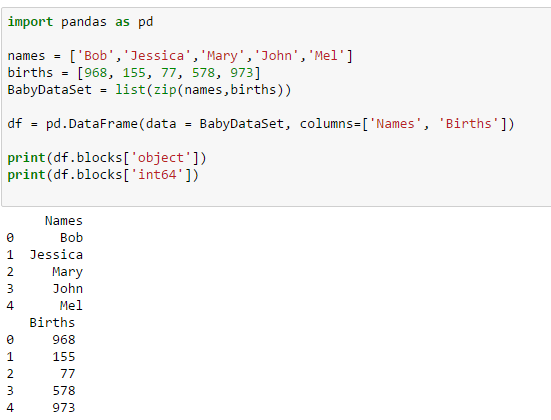 import pandas as pd
names = ['Bob','Jessica','Mary','John','Mel']
births = [968, 155, 77, 578, 973]
BabyDataSet = list(zip(names,births))
df = pd.DataFrame(data = BabyDataSet, columns=['Names', 'Births'])
print(df.blocks['object'])
print(df.blocks['int64'])
Names
0 Bob
1 Jessica
2 Mary
3 John
4 Mel
Births
0 968
1 155
2 77
3 578
4 973